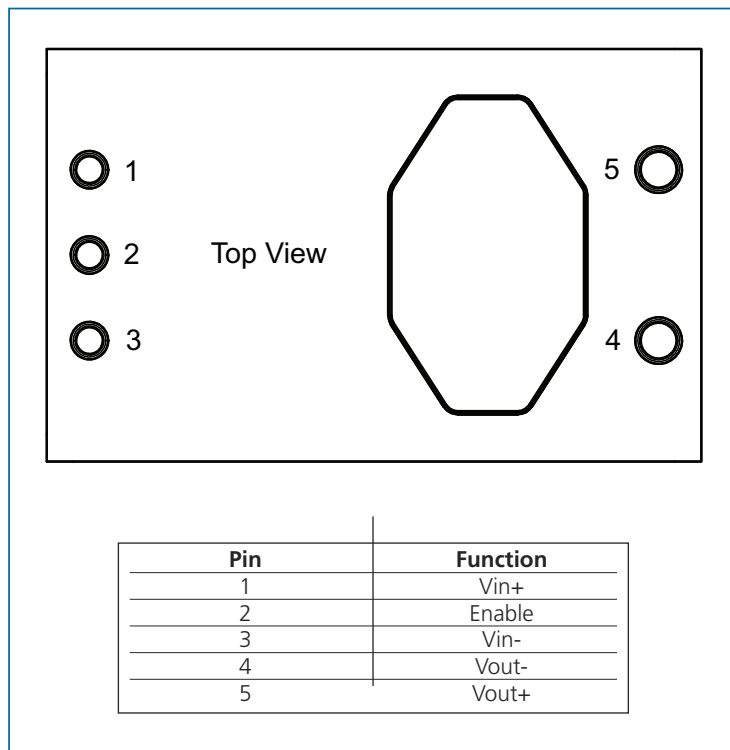 1
5
2
Top View
3
4
Pin Function
1 Vin+
2 Enable
3 Vin-
4 Vout-
5 Vout+